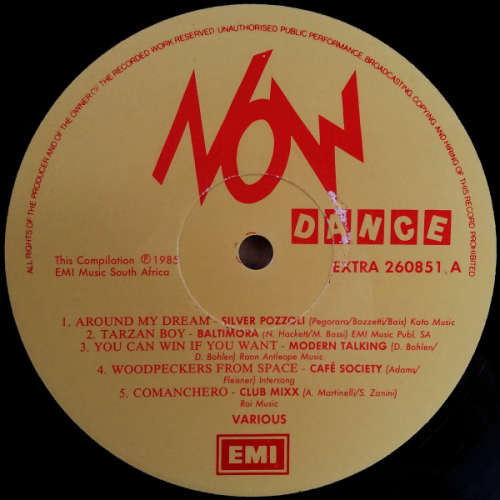 ALL RIGHTS OF THE PRODUCER AND OF THE OWNER OF THE RECORDED WORK RESERVED UNAUTHORISED PUBLIC PERFORMANCE, BROADCASTING, COPYING AND HIRING OF THIS RECORD PROHIBITED
NOW
DANCE
This Compilation ℗ 1985
EMI Music South Africa
EXTRA 260851 A
1. AROUND MY DREAM - SILVER POZZOLI (Pegoraro/Bozzetti/Bais) Kato Music
2. TARZAN BOY - BALTIMORA (N. Hackett/M. Bassi) EMI Music Publ. SA
3. YOU CAN WIN IF YOU WANT - MODERN TALKING (D. Bohlen/
D. Bohlen) Roon Antleope Music
4. WOODPECKERS FROM SPACE - CAFÉ SOCIETY (Adams/
Fleisner) Intersong
5. COMANCHERO - CLUB MIXX (A. Martinelli/S. Zanini)
Rai Music
VARIOUS
EMI